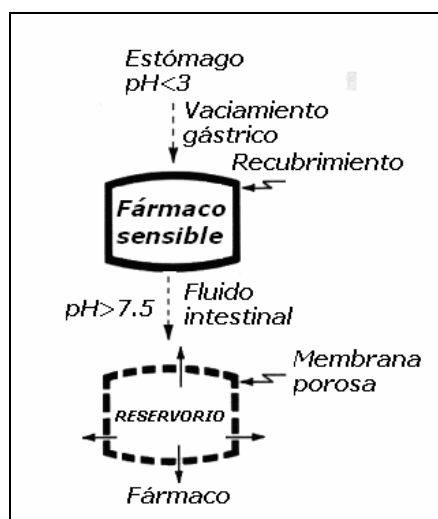 Estómago
pH<3
Vaciamiento
gástrico
Recubrimiento
Fármaco
sensible
pH>7.5
Fluido
intestinal
Membrana
porosa
RESERVORIO
Fármaco